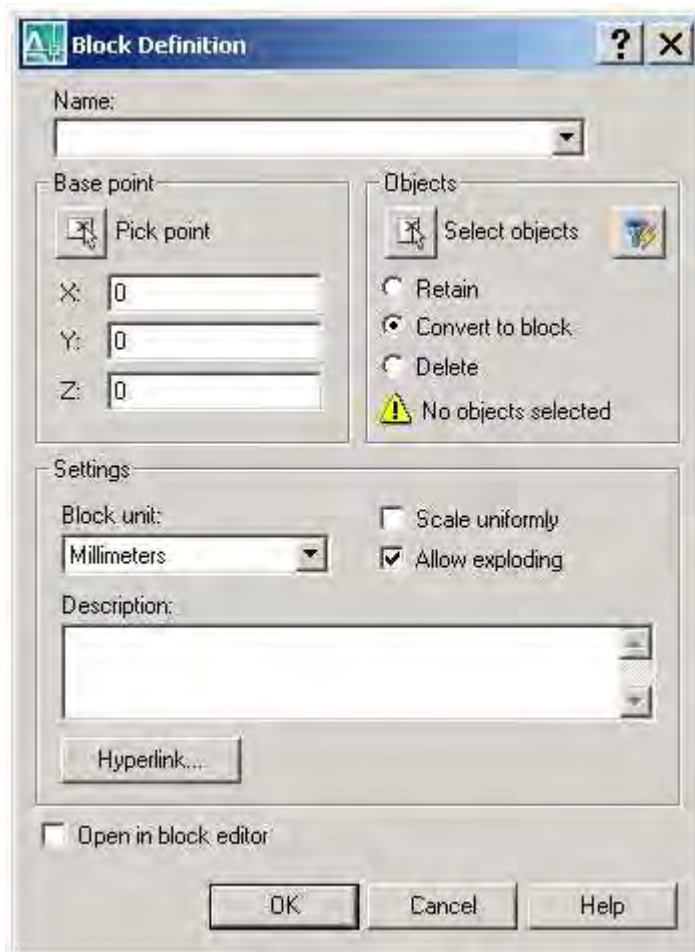 Block Definition
Name:
Base point
Pick point
X: 0
Y: 0
Z: 0
Objects
Select objects
Retain
Convert to block
Delete
No objects selected
Settings
Block unit:
Millimeters
Scale uniformly
Allow exploding
Description:
Hyperlink...
Open in block editor
OK Cancel Help